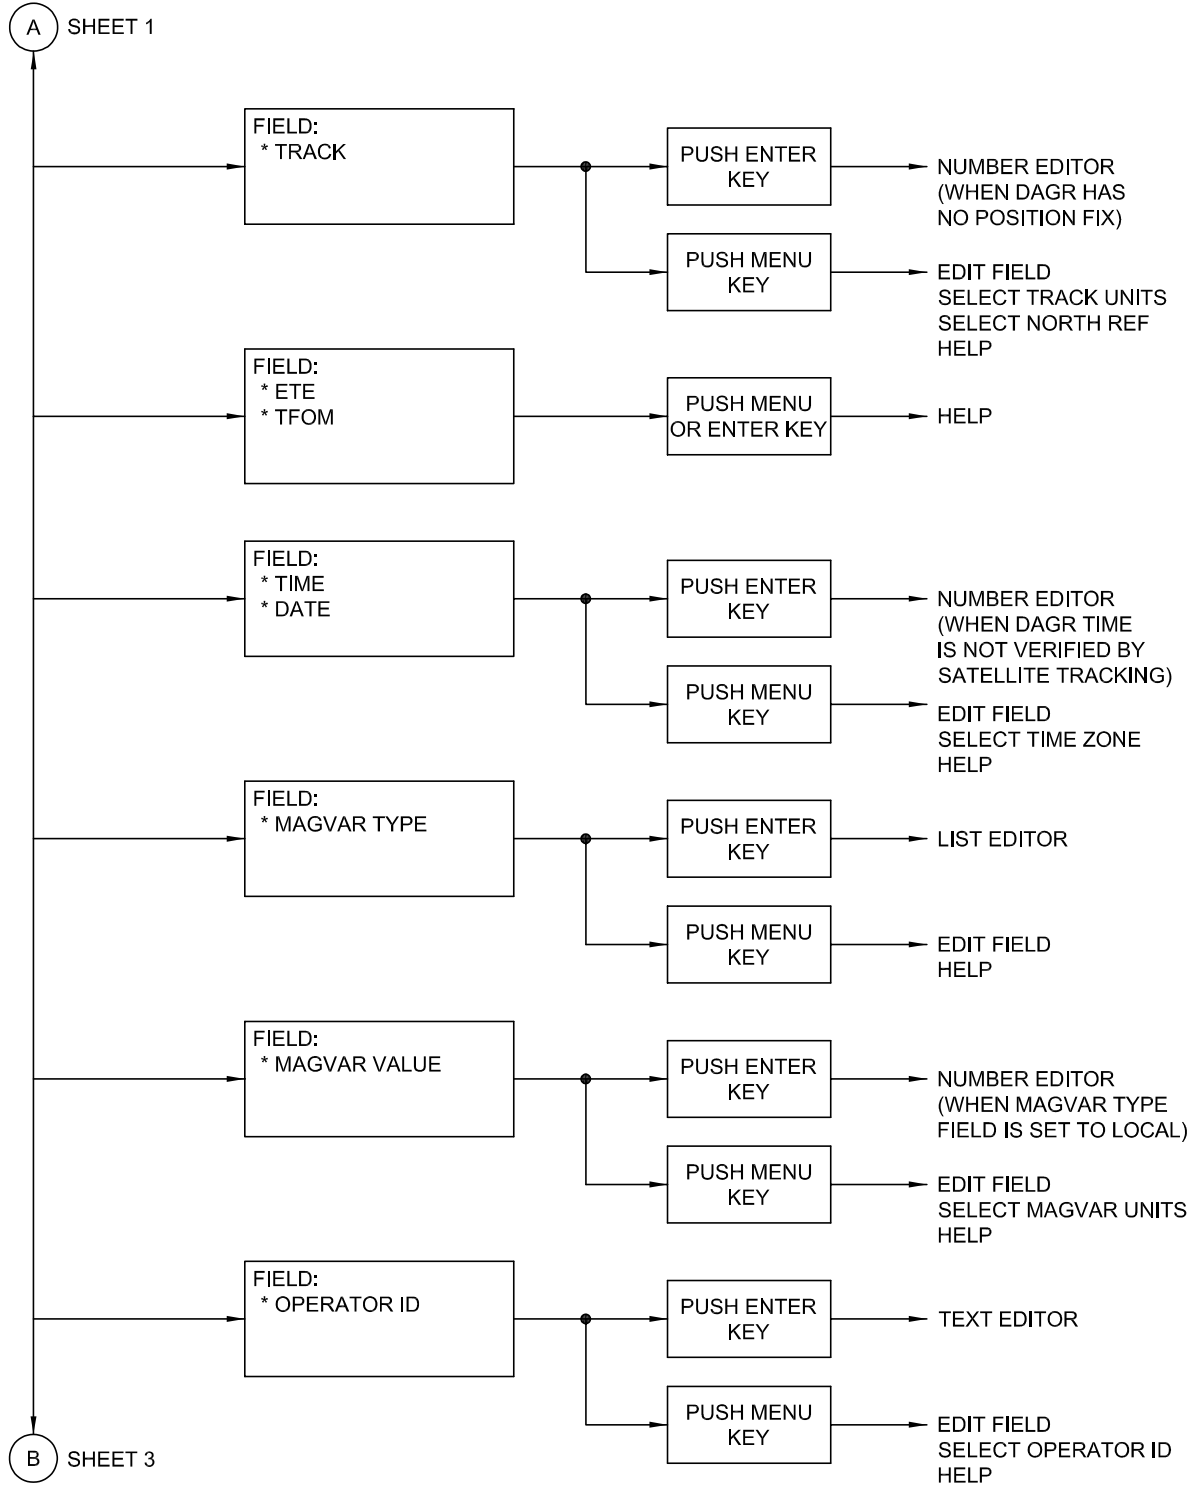 A SHEET 1
FIELD:
* TRACK
PUSH ENTER
KEY
NUMBER EDITOR
(WHEN DAGR HAS
NO POSITION FIX)
PUSH MENU
KEY
EDIT FIELD
SELECT TRACK UNITS
SELECT NORTH REF
HELP
FIELD:
* ETE
* TFOM
PUSH MENU
OR ENTER KEY
HELP
FIELD:
* TIME
* DATE
PUSH ENTER
KEY
NUMBER EDITOR
(WHEN DAGR TIME
IS NOT VERIFIED BY
SATELLITE TRACKING)
PUSH MENU
KEY
EDIT FIELD
SELECT TIME ZONE
HELP
FIELD:
* MAGVAR TYPE
PUSH ENTER
KEY
LIST EDITOR
PUSH MENU
KEY
EDIT FIELD
HELP
FIELD:
* MAGVAR VALUE
PUSH ENTER
KEY
NUMBER EDITOR
(WHEN MAGVAR TYPE
FIELD IS SET TO LOCAL)
PUSH MENU
KEY
EDIT FIELD
SELECT MAGVAR UNITS
HELP
FIELD:
* OPERATOR ID
PUSH ENTER
KEY
TEXT EDITOR
PUSH MENU
KEY
EDIT FIELD
SELECT OPERATOR ID
HELP
B SHEET 3